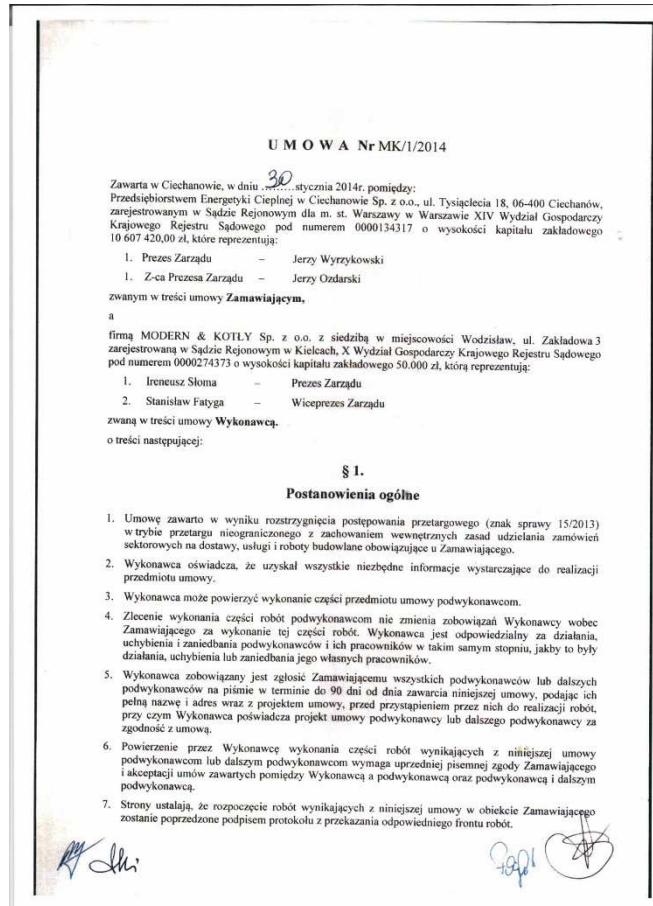 U M O W A Nr MK/1/2014
Zawarta w Ciechanowie, w dniu .30.....stycznia 2014r. pomiędzy:
Przedsiębiorstwem Energetyki Cieplnej w Ciechanowie Sp. z o.o., ul. Tysiąclecia 18, 06-400 Ciechanów,
zarejestrowanym w Sądzie Rejonowym dla m. st. Warszawy w Warszawie XIV Wydział Gospodarczy
Krajowego Rejestru Sądowego pod numerem 0000134317 o wysokości kapitału zakładowego
10 607 420,00 zł, które reprezentują:
1. Prezes Zarządu – Jerzy Wyrzykowski
1. Z-ca Prezesa Zarządu – Jerzy Ozdarski
zwanym w treści umowy Zamawiającym,
a
firmą MODERN & KOTŁY Sp. z o.o. z siedzibą w miejscowości Wodzisław, ul. Zakładowa 3
zarejestrowaną w Sądzie Rejonowym w Kielcach, X Wydział Gospodarczy Krajowego Rejestru Sądowego
pod numerem 0000274373 o wysokości kapitału zakładowego 50.000 zł, którą reprezentują:
1. Ireneusz Słoma – Prezes Zarządu
2. Stanisław Fatyga – Wiceprezes Zarządu
zwaną w treści umowy Wykonawcą.
o treści następującej:
§ 1.
Postanowienia ogólne
1. Umowę zawarto w wyniku rozstrzygnięcia postępowania przetargowego (znak sprawy 15/2013)
w trybie przetargu nieograniczonego z zachowaniem wewnętrznych zasad udzielania zamówień
sektorowych na dostawy, usługi i roboty budowlane obowiązujące u Zamawiającego.
2. Wykonawca oświadcza, że uzyskał wszystkie niezbędne informacje wystarczające do realizacji
przedmiotu umowy.
3. Wykonawca może powierzyć wykonanie części przedmiotu umowy podwykonawcom.
4. Zlecenie wykonania części robót podwykonawcom nie zmienia zobowiązań Wykonawcy wobec
Zamawiającego za wykonanie tej części robót. Wykonawca jest odpowiedzialny za działania,
uchybienia i zaniedbania podwykonawców i ich pracowników w takim samym stopniu, jakby to były
działania, uchybienia lub zaniedbania jego własnych pracowników.
5. Wykonawca zobowiązany jest zgłosić Zamawiającemu wszystkich podwykonawców lub dalszych
podwykonawców na piśmie w terminie do 90 dni od dnia zawarcia niniejszej umowy, podając ich
pełną nazwę i adres wraz z projektem umowy, przed przystąpieniem przez nich do realizacji robót,
przy czym Wykonawca poświadcza projekt umowy podwykonawcy lub dalszego podwykonawcy za
zgodność z umową.
6. Powierzenie przez Wykonawcę wykonania części robót wynikających z niniejszej umowy
podwykonawcom lub dalszym podwykonawcom wymaga uprzedniej pisemnej zgody Zamawiającego
i akceptacji umów zawartych pomiędzy Wykonawcą a podwykonawcą oraz podwykonawcą i dalszym
podwykonawcą.
7. Strony ustalają, że rozpoczęcie robót wynikających z niniejszej umowy w obiekcie Zamawiającego
zostanie poprzedzone podpisem protokołu z przekazania odpowiedniego frontu robót.